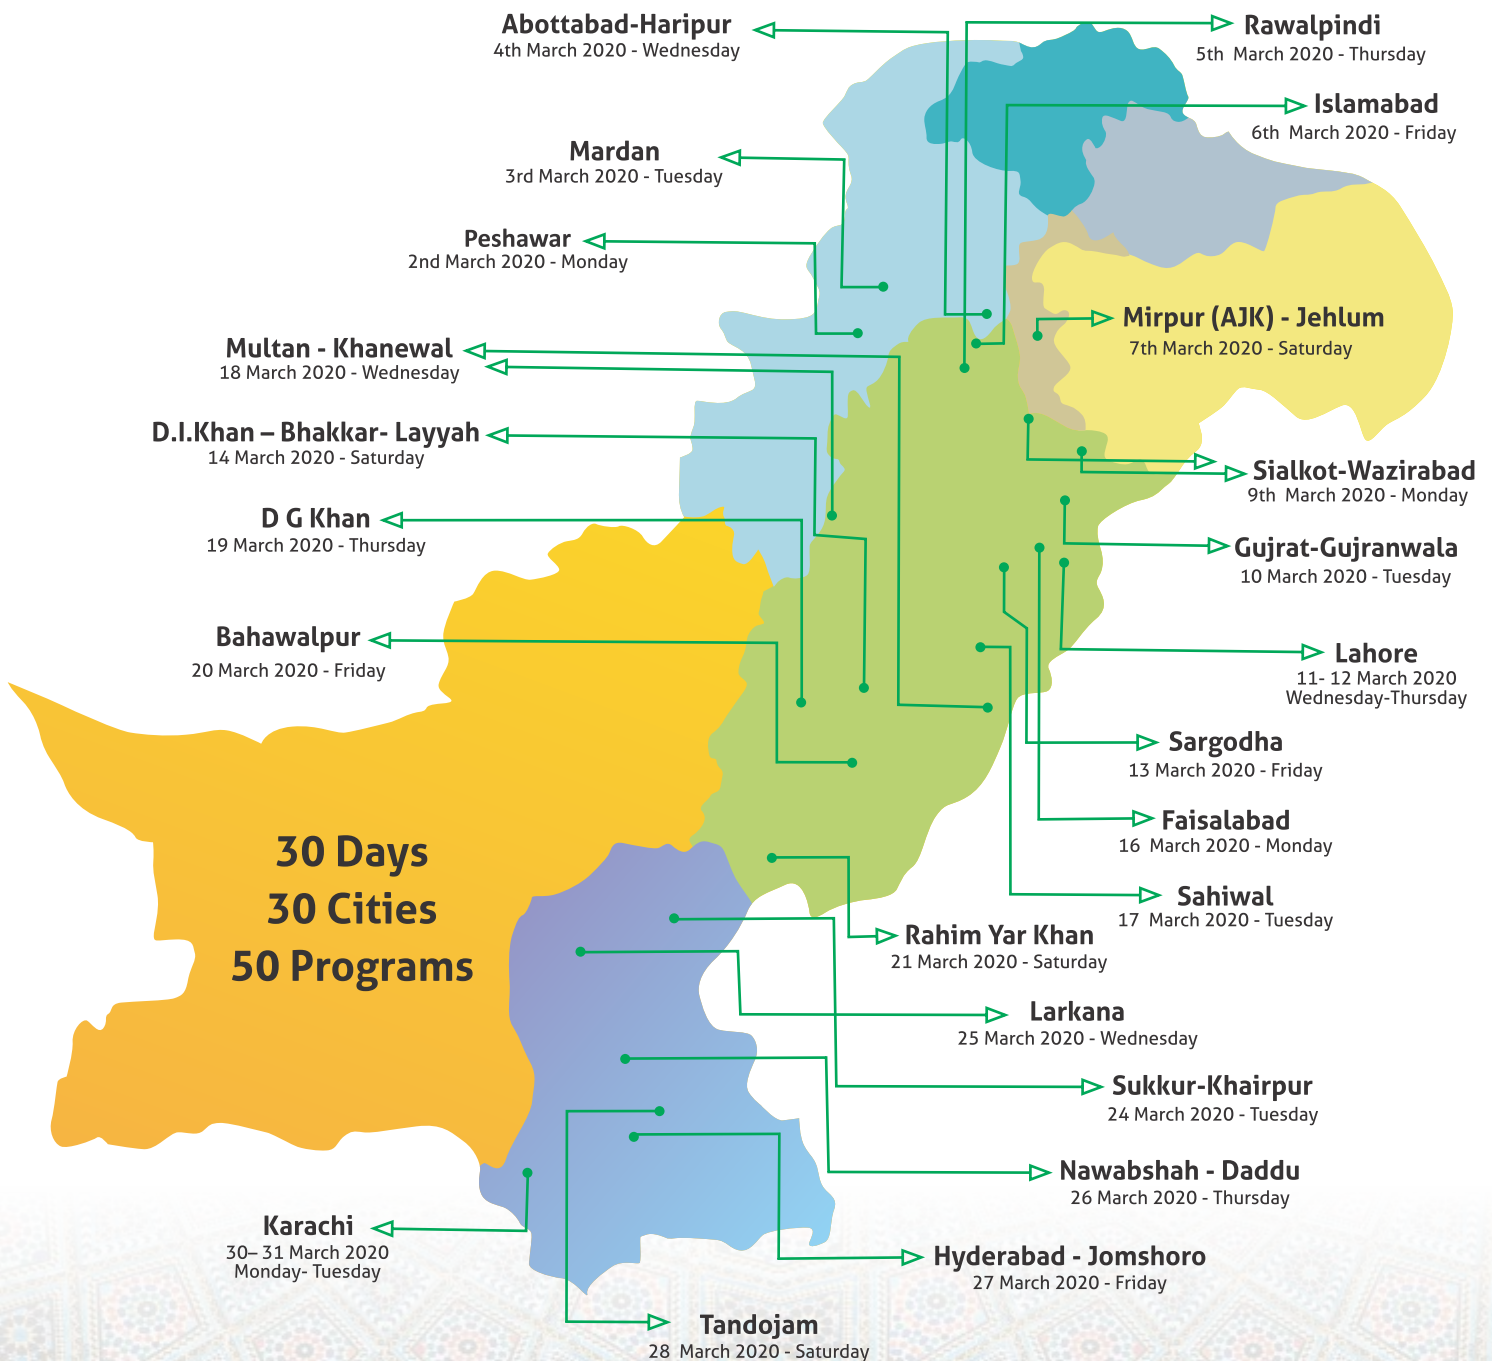 Abottabad-Haripur
4th March 2020 - Wednesday
Rawalpindi
5th March 2020 - Thursday
Islamabad
6th March 2020 - Friday
Mardan
3rd March 2020 - Tuesday
Peshawar
2nd March 2020 - Monday
Mirpur (AJK) - Jehlum
7th March 2020 - Saturday
Multan - Khanewal
18 March 2020 - Wednesday
D.I.Khan – Bhakkar- Layyah
14 March 2020 - Saturday
Sialkot-Wazirabad
9th March 2020 - Monday
D G Khan
19 March 2020 - Thursday
Gujrat-Gujranwala
10 March 2020 - Tuesday
Bahawalpur
20 March 2020 - Friday
Lahore
11- 12 March 2020
Wednesday-Thursday
Sargodha
13 March 2020 - Friday
Faisalabad
16 March 2020 - Monday
30 Days
30 Cities
50 Programs
Sahiwal
17 March 2020 - Tuesday
Rahim Yar Khan
21 March 2020 - Saturday
Larkana
25 March 2020 - Wednesday
Sukkur-Khairpur
24 March 2020 - Tuesday
Nawabshah - Daddu
26 March 2020 - Thursday
Karachi
30– 31 March 2020
Monday- Tuesday
Hyderabad - Jomshoro
27 March 2020 - Friday
Tandojam
28 March 2020 - Saturday